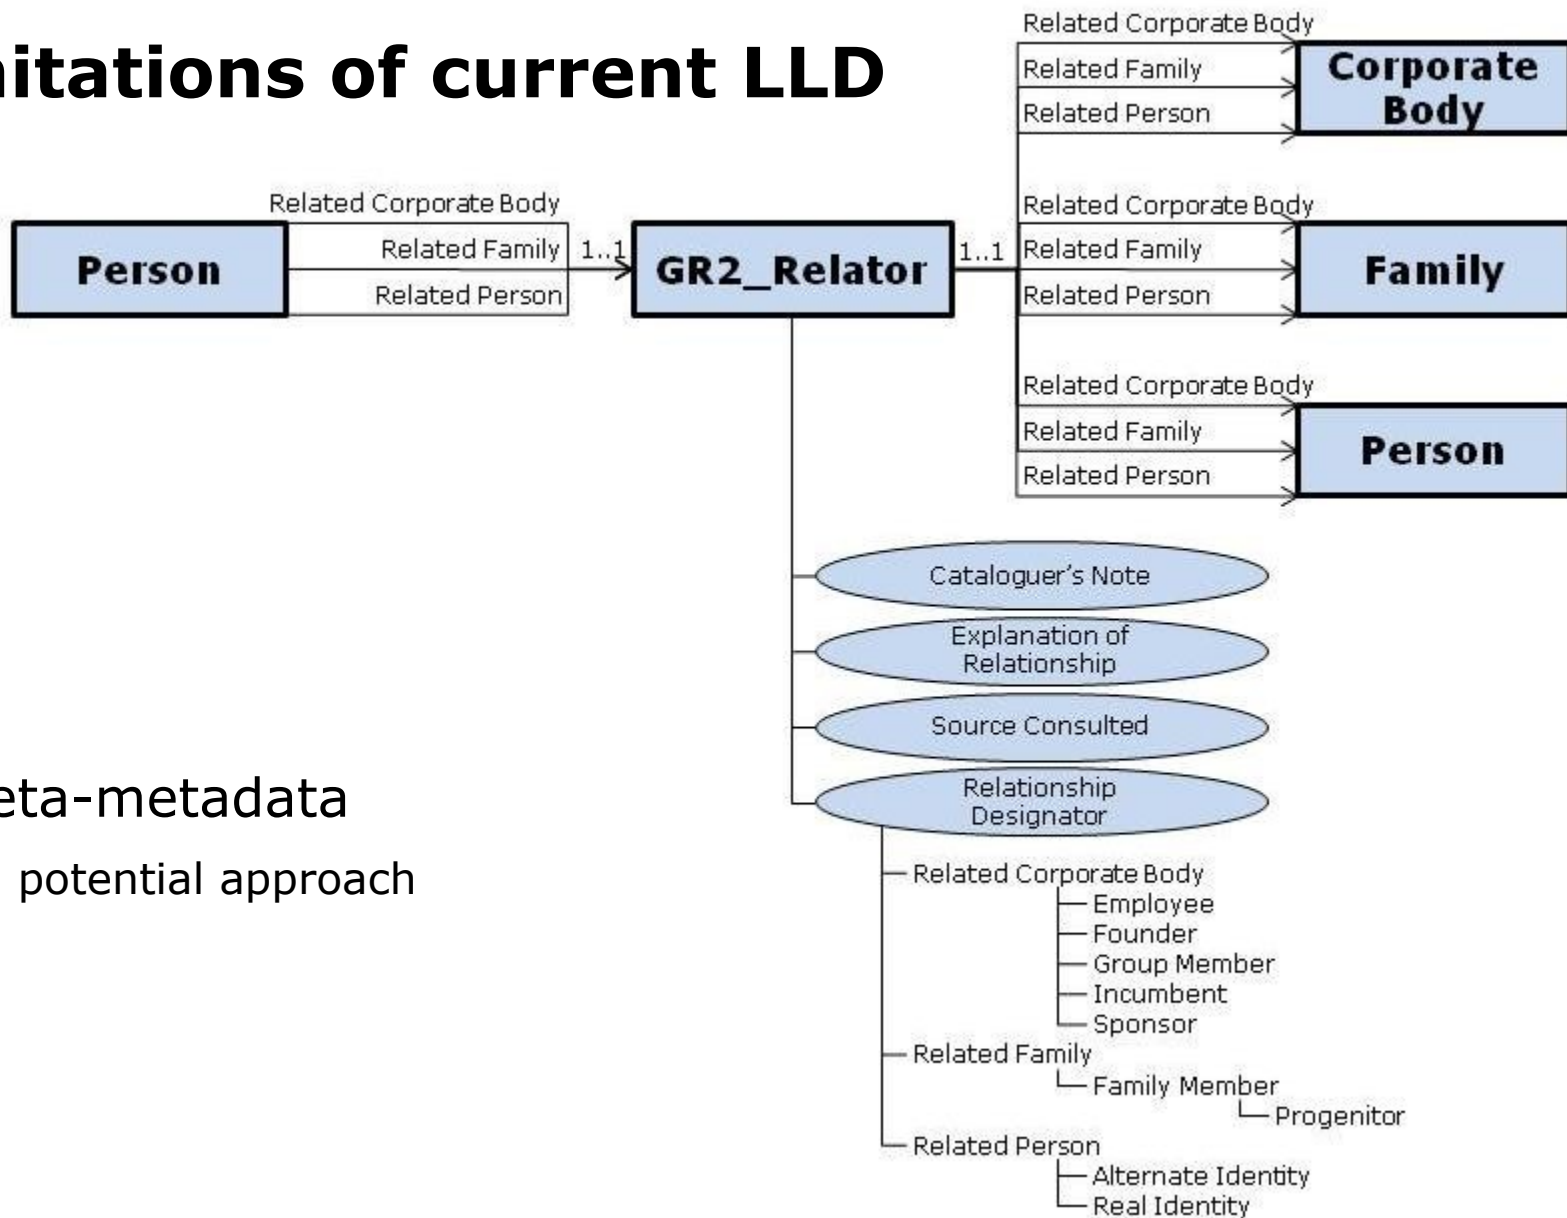 itations of current LLD
Related Corporate Body
Related Family
Related Person
Corporate
Body
Person
Related Corporate Body
Related Family
Related Person
1..1
GR2_Relator
1..1
Related Corporate Body
Related Family
Related Person
Family
Related Corporate Body
Related Family
Related Person
Person
Cataloguer's Note
Explanation of
Relationship
Source Consulted
Relationship
Designator
eta-metadata
potential approach
Related Corporate Body
Employee
Founder
Group Member
Incumbent
Sponsor
Related Family
Family Member
Progenitor
Related Person
Alternate Identity
Real Identity